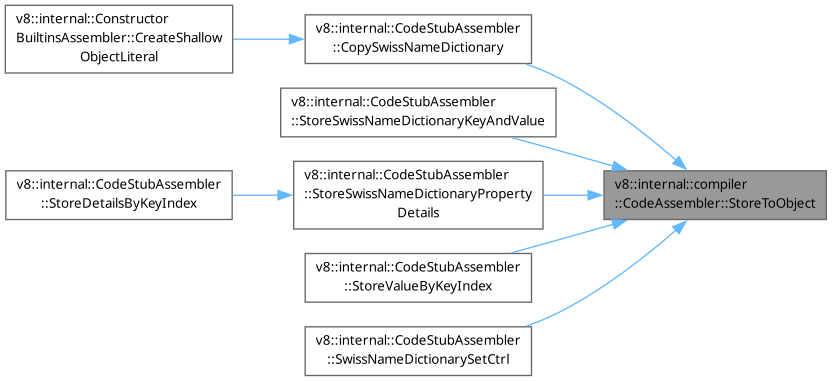 v8::internal::Constructor
BuiltinsAssembler::CreateShallow
ObjectLiteral
v8::internal::CodeStubAssembler
::CopySwissNameDictionary
v8::internal::CodeStubAssembler
::StoreSwissNameDictionaryKeyAndValue
v8::internal::CodeStubAssembler
::StoreDetailsByKeyIndex
v8::internal::CodeStubAssembler
::StoreSwissNameDictionaryProperty
Details
v8::internal::compiler
::CodeAssembler::StoreToObject
v8::internal::CodeStubAssembler
::StoreValueByKeyIndex
v8::internal::CodeStubAssembler
::SwissNameDictionarySetCtrl